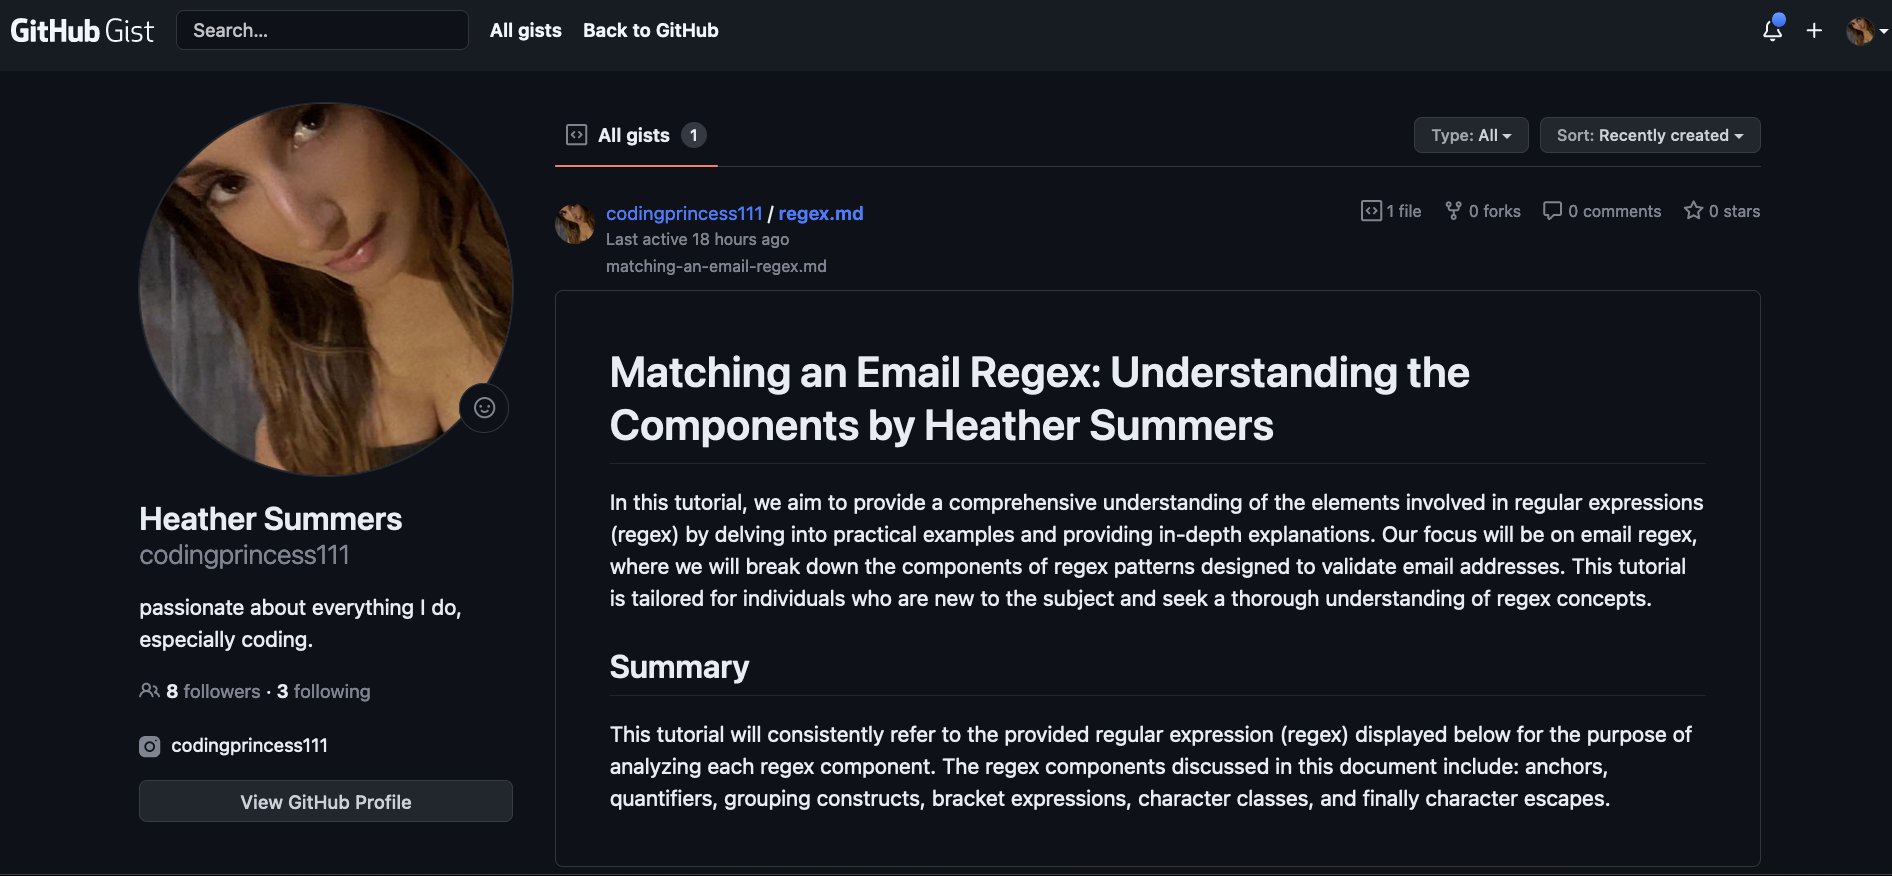 GitHub Gist
Search...
All gists
Back to GitHub
All gists 1
Type: All
Sort: Recently created
codingprincess111 / regex.md
Last active 18 hours ago
matching-an-email-regex.md
1 file
0 forks
0 comments
0 stars
Heather Summers
codingprincess111
passionate about everything I do,
especially coding.
8 followers · 3 following
codingprincess111
View GitHub Profile
Matching an Email Regex: Understanding the
Components by Heather Summers
In this tutorial, we aim to provide a comprehensive understanding of the elements involved in regular expressions
(regex) by delving into practical examples and providing in-depth explanations. Our focus will be on email regex,
where we will break down the components of regex patterns designed to validate email addresses. This tutorial
is tailored for individuals who are new to the subject and seek a thorough understanding of regex concepts.
Summary
This tutorial will consistently refer to the provided regular expression (regex) displayed below for the purpose of
analyzing each regex component. The regex components discussed in this document include: anchors,
quantifiers, grouping constructs, bracket expressions, character classes, and finally character escapes.